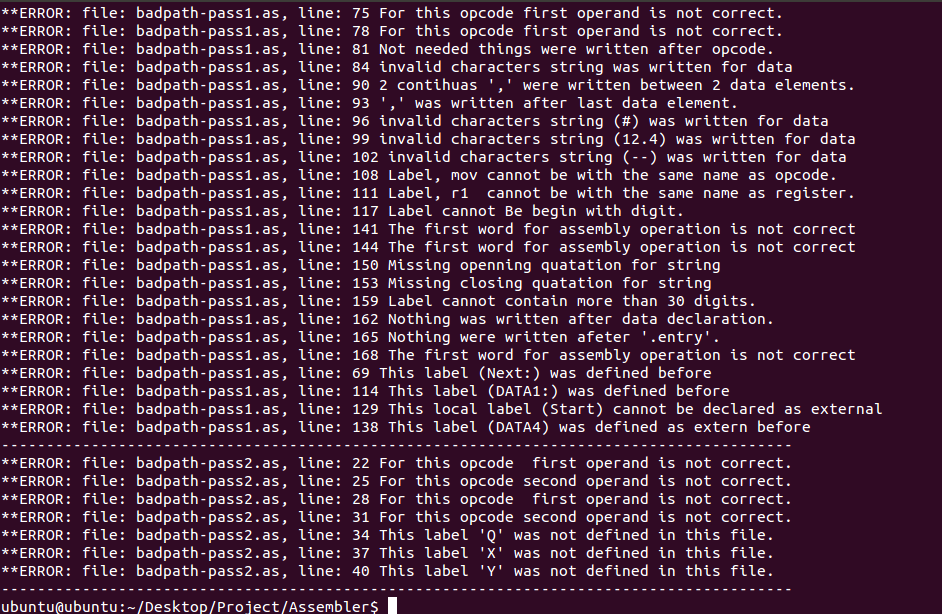 **ERROR: file: badpath-pass1.as, line: 75 For this opcode first operand is not correct.
**ERROR: file: badpath-pass1.as, line: 78 For this opcode first operand is not correct.
**ERROR: file: badpath-pass1.as, line: 81 Not needed things were written after opcode.
**ERROR: file: badpath-pass1.as, line: 84 invalid characters string was written for data
**ERROR: file: badpath-pass1.as, line: 90 2 contihuas ',' were written between 2 data elements.
**ERROR: file: badpath-pass1.as, line: 93 ',' was written after last data element.
**ERROR: file: badpath-pass1.as, line: 96 invalid characters string (#) was written for data
**ERROR: file: badpath-pass1.as, line: 99 invalid characters string (12.4) was written for data
**ERROR: file: badpath-pass1.as, line: 102 invalid characters string (--) was written for data
**ERROR: file: badpath-pass1.as, line: 108 Label, mov cannot be with the same name as opcode.
**ERROR: file: badpath-pass1.as, line: 111 Label, r1  cannot be with the same name as register.
**ERROR: file: badpath-pass1.as, line: 117 Label cannot Be begin with digit.
**ERROR: file: badpath-pass1.as, line: 141 The first word for assembly operation is not correct
**ERROR: file: badpath-pass1.as, line: 144 The first word for assembly operation is not correct
**ERROR: file: badpath-pass1.as, line: 150 Missing openning quatation for string
**ERROR: file: badpath-pass1.as, line: 153 Missing closing quatation for string
**ERROR: file: badpath-pass1.as, line: 159 Label cannot contain more than 30 digits.
**ERROR: file: badpath-pass1.as, line: 162 Nothing was written after data declaration.
**ERROR: file: badpath-pass1.as, line: 165 Nothing were written afeter '.entry'.
**ERROR: file: badpath-pass1.as, line: 168 The first word for assembly operation is not correct
**ERROR: file: badpath-pass1.as, line: 69 This label (Next:) was defined before
**ERROR: file: badpath-pass1.as, line: 114 This label (DATA1:) was defined before
**ERROR: file: badpath-pass1.as, line: 129 This local label (Start) cannot be declared as external
**ERROR: file: badpath-pass1.as, line: 138 This label (DATA4) was defined as extern before
----------------------------------------------------------------------------------------
**ERROR: file: badpath-pass2.as, line: 22 For this opcode  first operand is not correct.
**ERROR: file: badpath-pass2.as, line: 25 For this opcode second operand is not correct.
**ERROR: file: badpath-pass2.as, line: 28 For this opcode  first operand is not correct.
**ERROR: file: badpath-pass2.as, line: 31 For this opcode second operand is not correct.
**ERROR: file: badpath-pass2.as, line: 34 This label 'Q' was not defined in this file.
**ERROR: file: badpath-pass2.as, line: 37 This label 'X' was not defined in this file.
**ERROR: file: badpath-pass2.as, line: 40 This label 'Y' was not defined in this file.
----------------------------------------------------------------------------------------
ubuntu@ubuntu:~/Desktop/Project/Assembler$